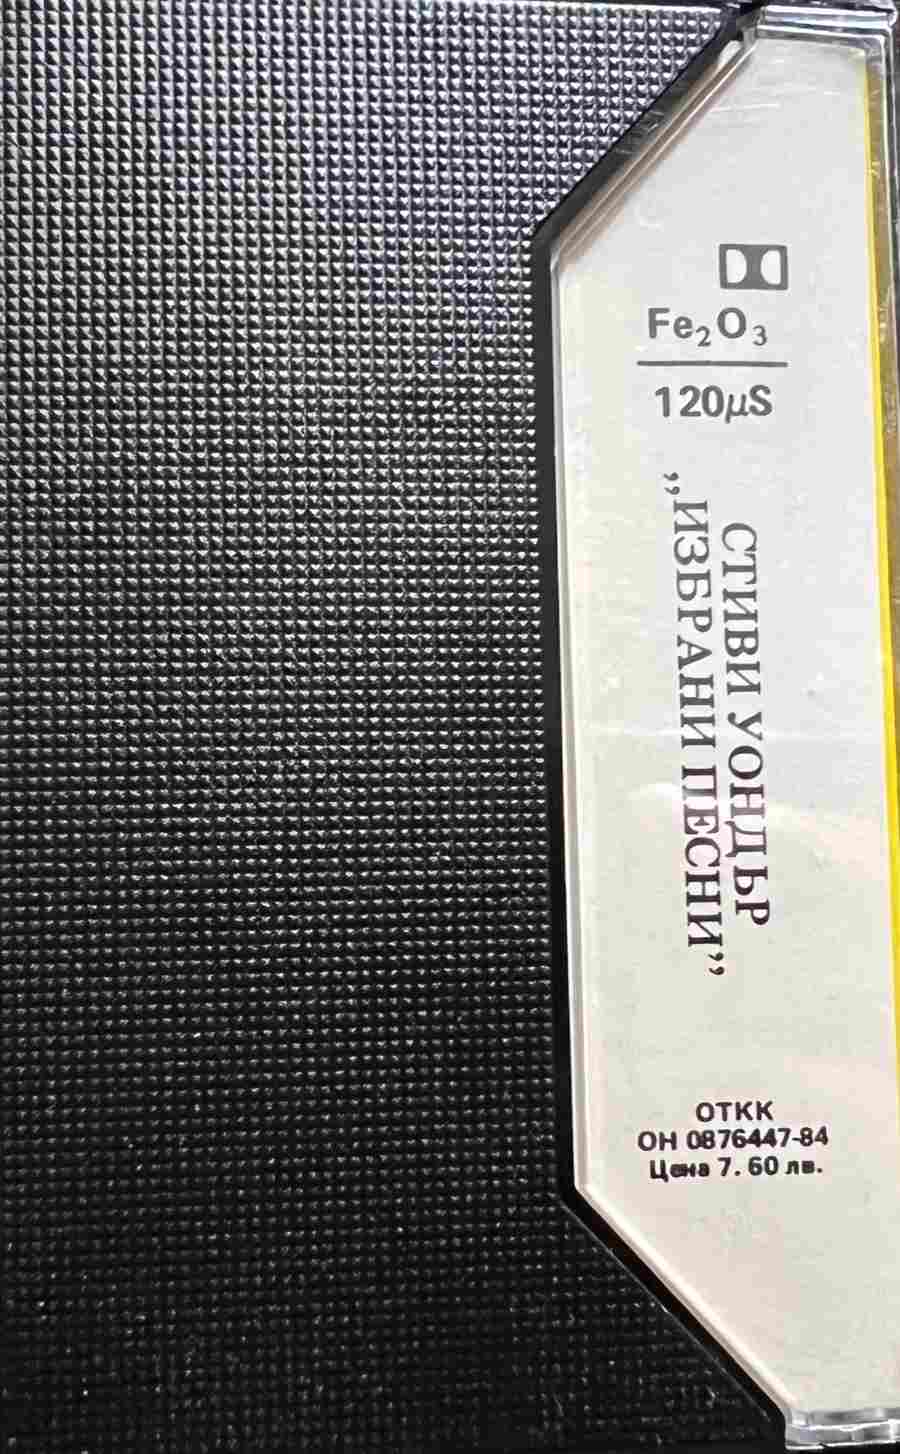 Fe₂O₃
120µS
СТИВИ УОНДЪР
„ИЗБРАНИ ПЕСНИ”
ОТКК
ОН 0876447-84
Цена 7.60 лв.